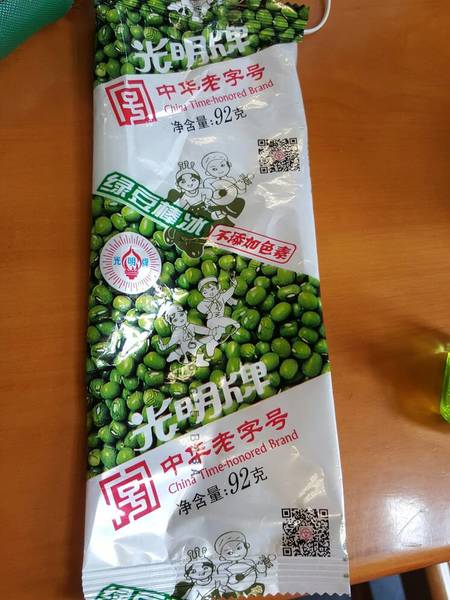 光明牌
中华老字号
China Time-honored Brand
净含量:92克
绿豆棒冰
不添加色素
光明牌
光明牌
中华老字号
China Time-honored Brand
净含量:92克